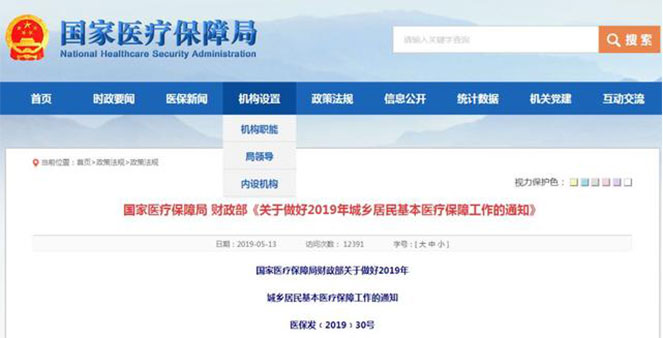 国家医疗保障局
National Healthcare Security Administration
请输入关键字查询
搜索
首页 时政要闻 医保新闻 机构设置 政策法规 信息公开 统计数据 机关党建 互动交流
机构职能
局领导
内设机构
当前位置：首页>政策法规>政策法规
视力保护色：
国家医疗保障局 财政部《关于做好2019年城乡居民基本医疗保障工作的通知》
日期：2019-05-13 访问次数：12391 字号：[ 大 中 小 ]
国家医疗保障局财政部关于做好2019年
城乡居民基本医疗保障工作的通知
医保发﹝2019﹞30号